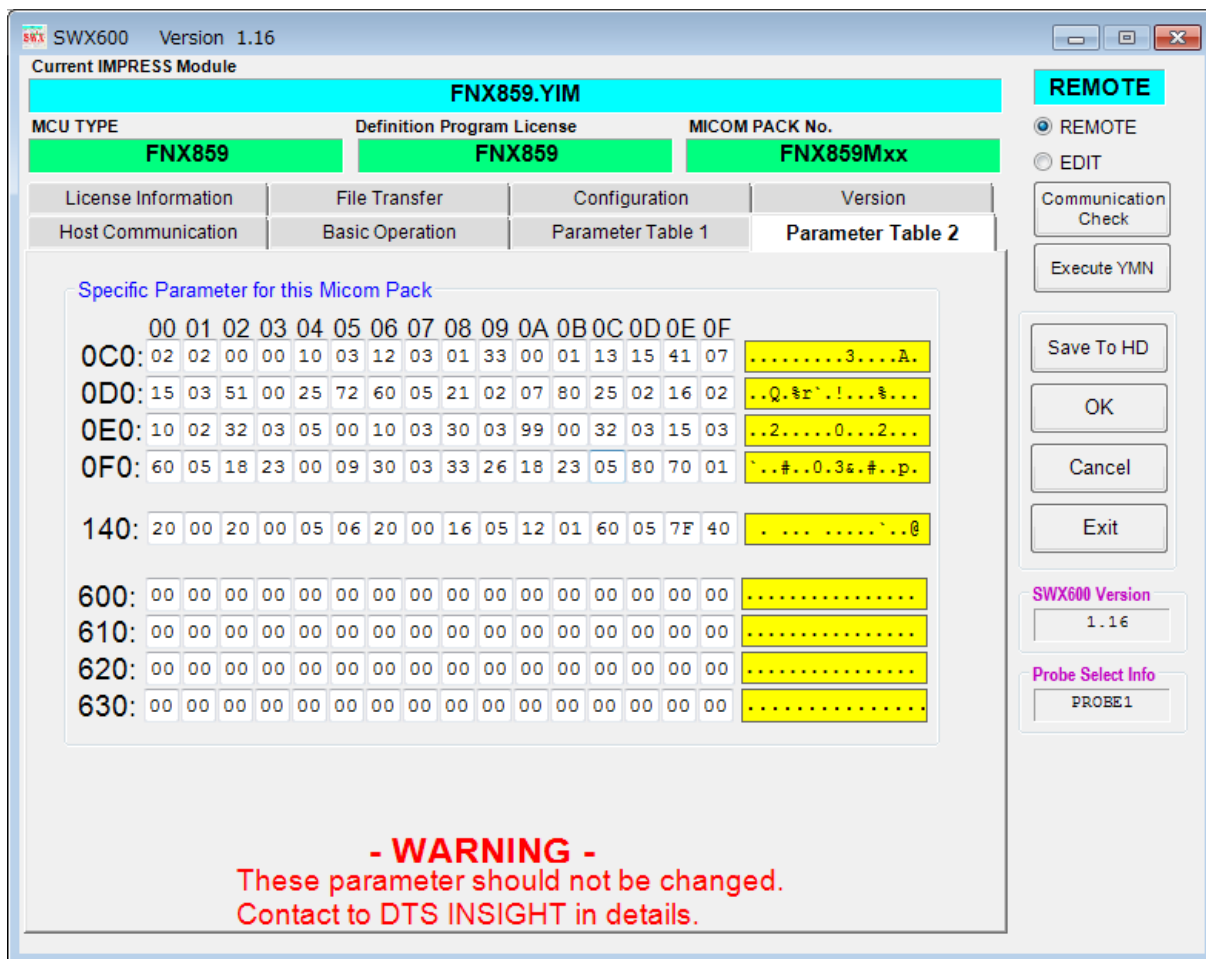 SWX600 Version 1.16
Current IMPRESS Module
FNX859.YIM
MCU TYPE Definition Program License MICOM PACK No.
FNX859 FNX859 FNX859Mxx
License Information File Transfer Configuration Version
Host Communication Basic Operation Parameter Table 1 Parameter Table 2
Specific Parameter for this Micom Pack
00 01 02 03 04 05 06 07 08 09 0A 0B 0C 0D 0E 0F
0C0: 02 02 00 00 10 03 12 03 01 33 00 01 13 15 41 07 .........3....A.
0D0: 15 03 51 00 25 72 60 05 21 02 07 80 25 02 16 02 ..Q.%r`.!...%...
0E0: 10 02 32 03 05 00 10 03 30 03 99 00 32 03 15 03 ..2.....0...2...
0F0: 60 05 18 23 00 09 30 03 33 26 18 23 05 80 70 01 `..#..0.3&.#..p.
140: 20 00 20 00 05 06 20 00 16 05 12 01 60 05 7F 40 . ... .....`..@
600: 00 00 00 00 00 00 00 00 00 00 00 00 00 00 00 00 ................
610: 00 00 00 00 00 00 00 00 00 00 00 00 00 00 00 00 ................
620: 00 00 00 00 00 00 00 00 00 00 00 00 00 00 00 00 ................
630: 00 00 00 00 00 00 00 00 00 00 00 00 00 00 00 00 ................
- WARNING -
These parameter should not be changed.
Contact to DTS INSIGHT in details.
REMOTE
REMOTE
EDIT
Communication
Check
Execute YMN
Save To HD
OK
Cancel
Exit
SWX600 Version
1.16
Probe Select Info
PROBE1